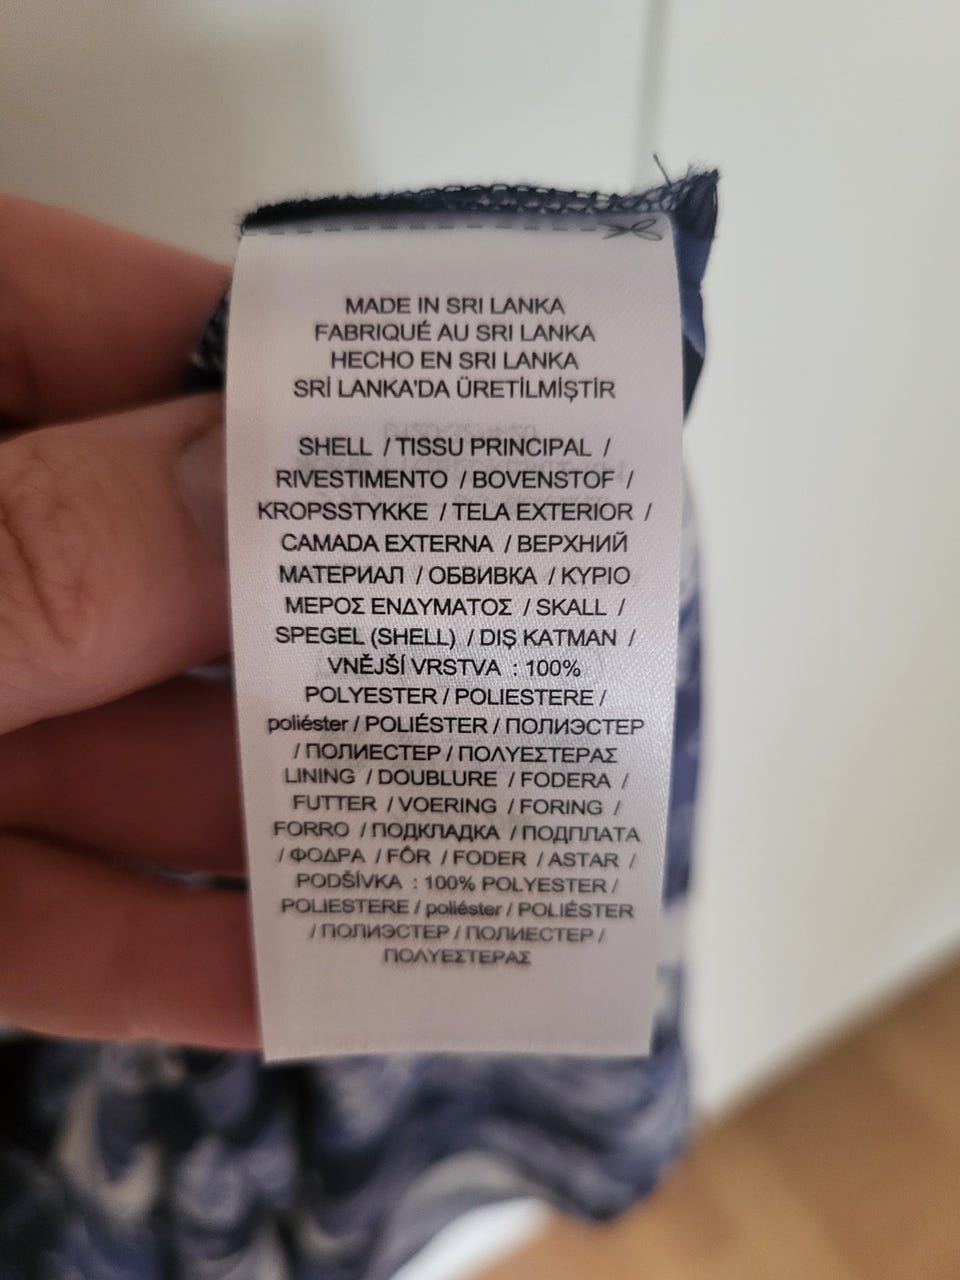 MADE IN SRI LANKA
FABRIQUÉ AU SRI LANKA
HECHO EN SRI LANKA
SRİ LANKA'DA ÜRETİLMİŞTİR
SHELL / TISSU PRINCIPAL /
RIVESTIMENTO / BOVENSTOF /
KROPSSTYKKE / TELA EXTERIOR /
CAMADA EXTERNA / ВЕРХНИЙ
МАТЕРИАЛ / ОБВИВКА / ΚΥΡΙΟ
ΜΕΡΟΣ ΕΝΔΥΜΑΤΟΣ / SKALL /
SPEGEL (SHELL) / DIŞ KATMAN /
VNĚJŠÍ VRSTVA : 100%
POLYESTER / POLIESTERE /
poliéster / POLIÉSTER / ПОЛИЭСТЕР
/ ПОЛИЕСТЕР / ΠΟΛΥΕΣΤΕΡΑΣ
LINING / DOUBLURE / FODERA /
FUTTER / VOERING / FORING /
FORRO / ПОДКЛАДКА / ПОДПЛАТА
/ ΦΟΔΡΑ / FÔR / FODER / ASTAR /
PODŠÍVKA : 100% POLYESTER /
POLIESTERE / poliéster / POLIÉSTER
/ ПОЛИЭСТЕР / ПОЛИЕСТЕР /
ΠΟΛΥΕΣΤΕΡΑΣ